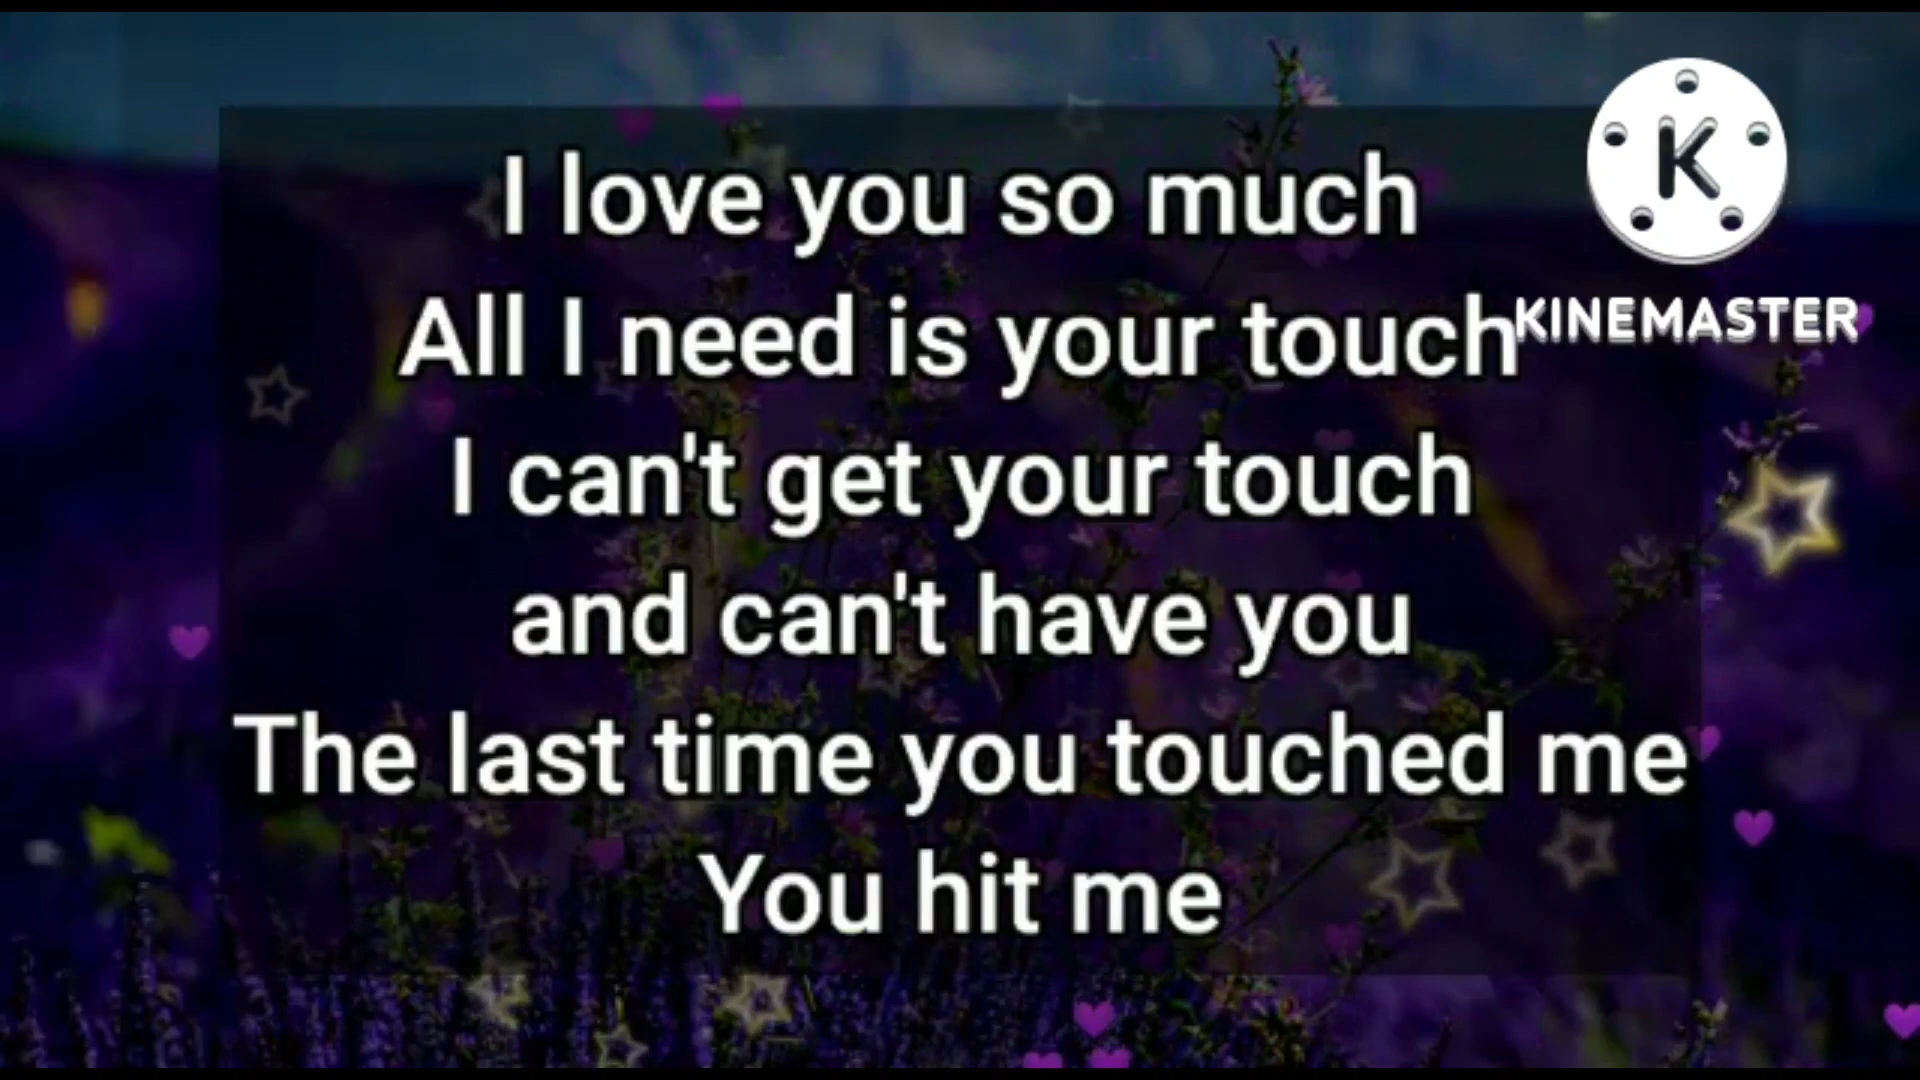 I love you so much
All I need is your touch
I can't get your touch
and can't have you
The last time you touched me
You hit me
K
KINEMASTER